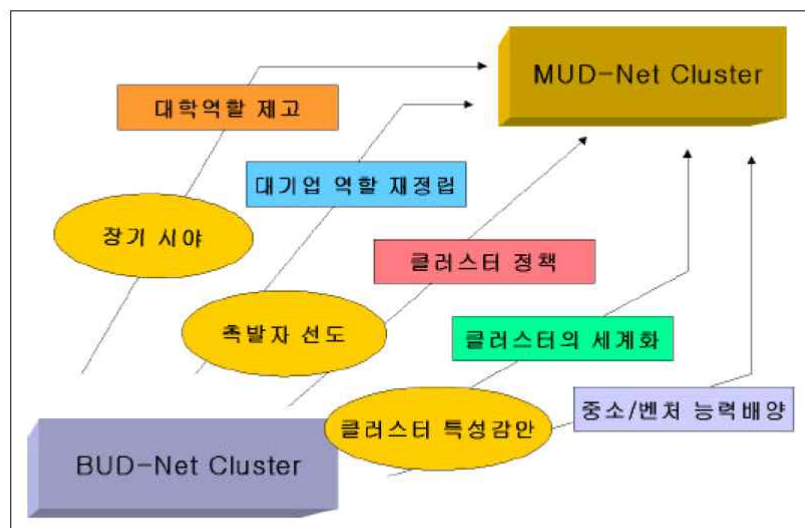 MUD-Net Cluster
대학역할 제고
대기업 역할 재정립
장기 시야
클러스터 정책
촉발자 선도
클러스터의 세계화
중소/벤처 능력배양
클러스터 특성감안
BUD-Net Cluster